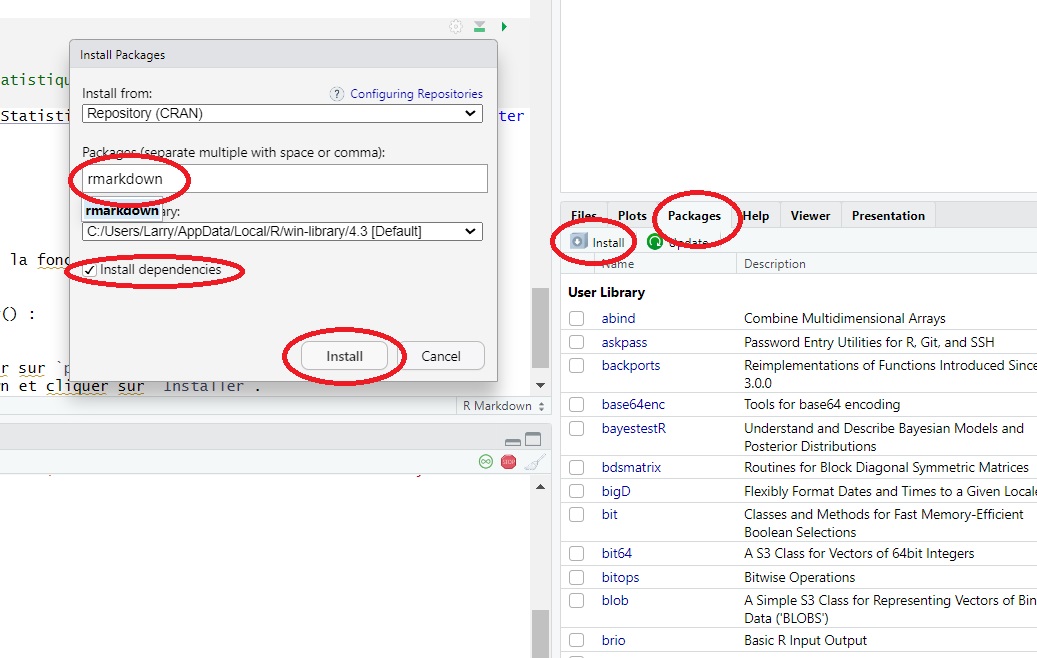 Install Packages
Install from:
? Configuring Repositories
Repository (CRAN)
Packages (separate multiple with space or comma):
rmarkdown
rmarkdown
C:/Users/Larry/AppData/Local/R/win-library/4.3 [Default]
Install dependencies
Install Cancel
ter
la
() :
r sur `
n et cliquer sur `Installer`.
R Markdown
STOP
Files Plots Packages Help Viewer Presentation
Install Update
Name Description
User Library
abind Combine Multidimensional Arrays
askpass Password Entry Utilities for R, Git, and SSH
backports Reimplementations of Functions Introduced Since
3.0.0
base64enc Tools for base64 encoding
bayestestR Understand and Describe Bayesian Models and
Posterior Distributions
bdsmatrix Routines for Block Diagonal Symmetric Matrices
bigD Flexibly Format Dates and Times to a Given Locale
bit Classes and Methods for Fast Memory-Efficient
Boolean Selections
bit64 A S3 Class for Vectors of 64bit Integers
bitops Bitwise Operations
blob A Simple S3 Class for Representing Vectors of Bin
Data ('BLOBS')
brio Basic R Input Output